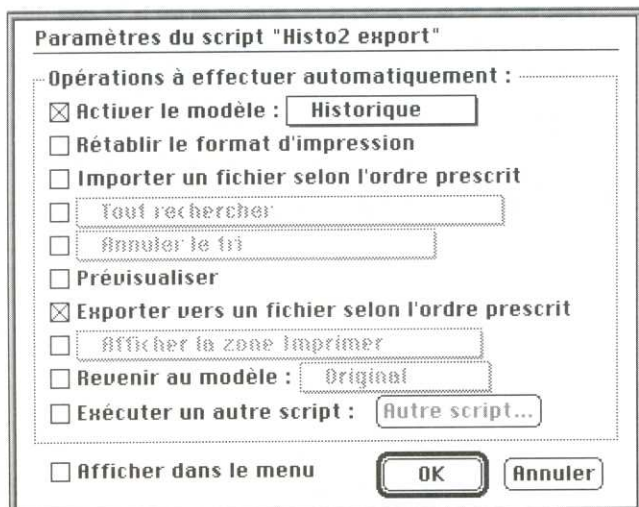 Paramètres du script "Histo2 export"
Opérations à effectuer automatiquement :
Activer le modèle : Historique
Rétablir le format d'impression
Importer un fichier selon l'ordre prescrit
Tout rechercher
Annuler le tri
Prévisualiser
Exporter vers un fichier selon l'ordre prescrit
Afficher la zone Imprimer
Revenir au modèle : Original
Exécuter un autre script : Autre script...
Afficher dans le menu OK Annuler